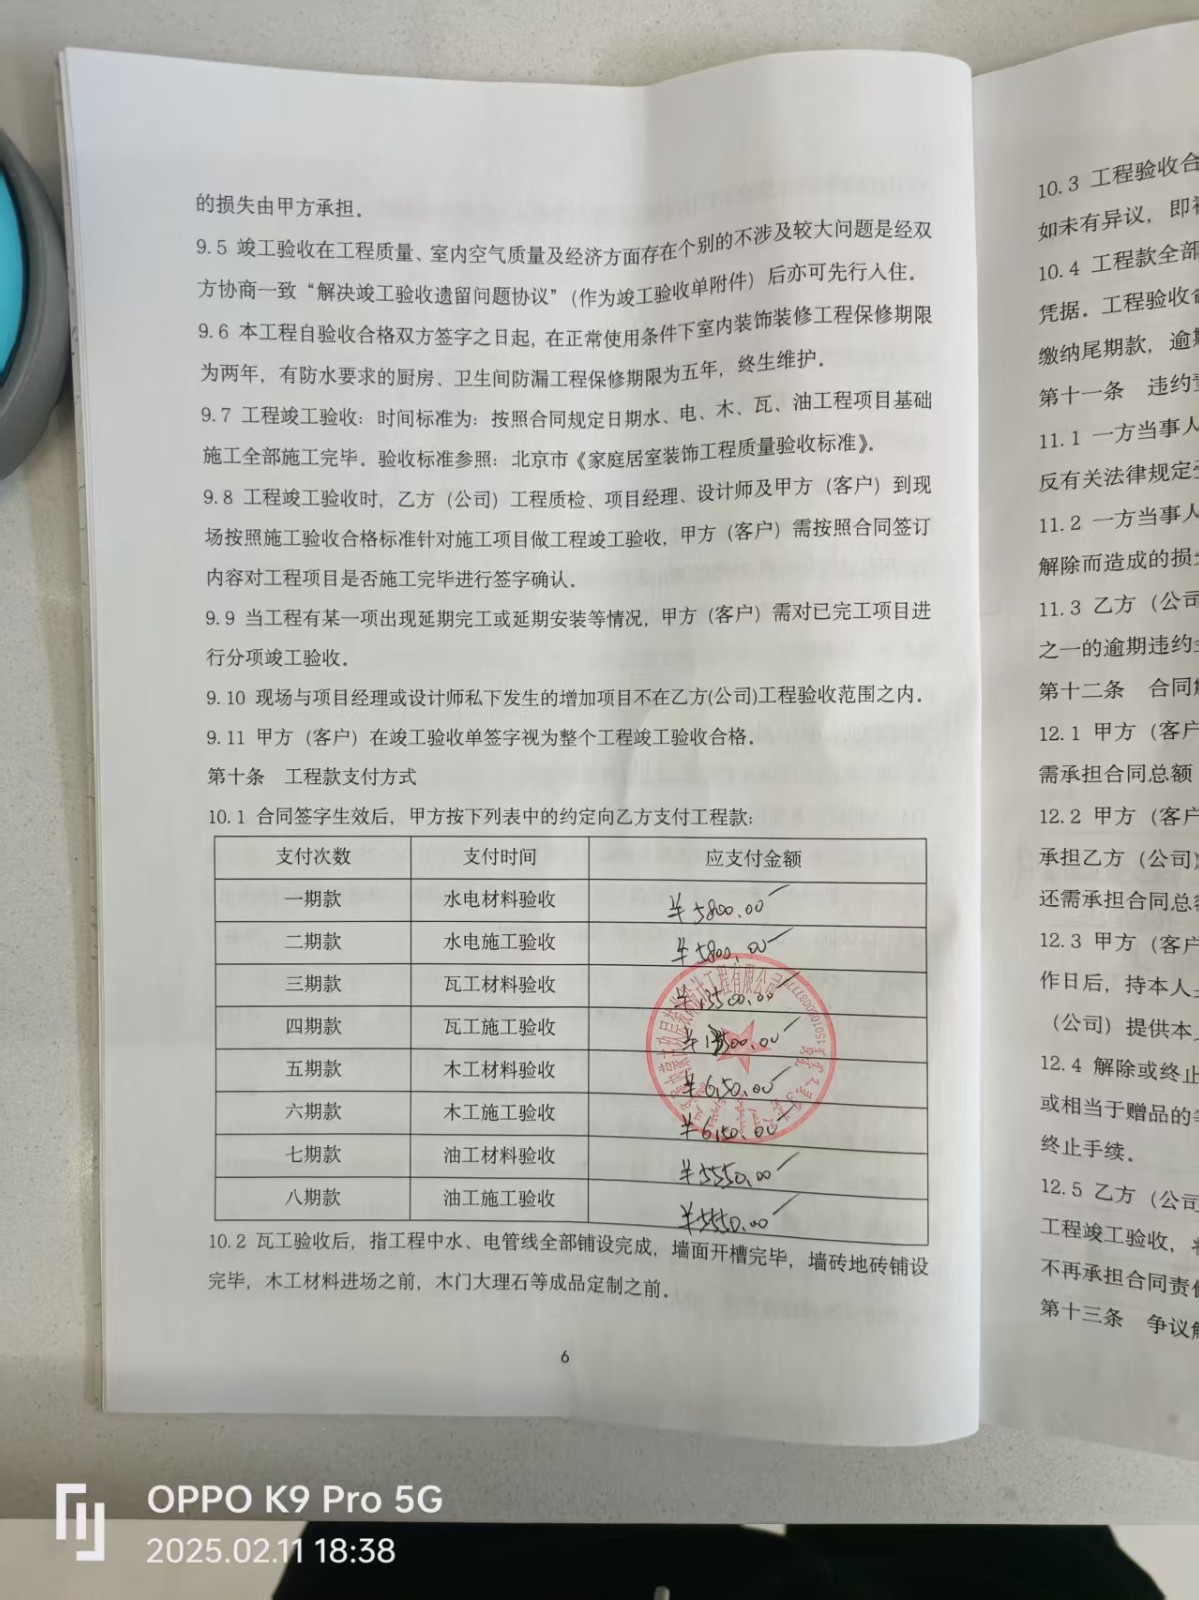 的损失由甲方承担.
9.5 竣工验收在工程质量、室内空气质量及经济方面存在个别的不涉及较大问题是经双
方协商一致“解决竣工验收遗留问题协议”(作为竣工验收单附件)后亦可先行入住.
9.6 本工程自验收合格双方签字之日起, 在正常使用条件下室内装饰装修工程保修期限
为两年, 有防水要求的厨房、卫生间防漏工程保修期限为五年, 终生维护.
9.7 工程竣工验收: 时间标准为: 按照合同规定日期水、电、木、瓦、油工程项目基础
施工全部施工完毕. 验收标准参照: 北京市《家庭居室装饰工程质量验收标准》.
9.8 工程竣工验收时, 乙方 (公司) 工程质检、项目经理、设计师及甲方 (客户) 到现
场按照施工验收合格标准针对施工项目做工程竣工验收, 甲方 (客户) 需按照合同签订
内容对工程项目是否施工完毕进行签字确认.
9.9 当工程有某一项出现延期完工或延期安装等情况, 甲方 (客户) 需对已完工项目进
行分项竣工验收.
9.10 现场与项目经理或设计师私下发生的增加项目不在乙方(公司)工程验收范围之内.
9.11 甲方 (客户) 在竣工验收单签字视为整个工程竣工验收合格.
第十条 工程款支付方式
10.1 合同签字生效后, 甲方按下列表中的约定向乙方支付工程款:
支付次数 支付时间 应支付金额
一期款 水电材料验收 ¥5800.00
二期款 水电施工验收 ¥5800.00
三期款 瓦工材料验收
四期款 瓦工施工验收
五期款 木工材料验收 ¥6150.00
六期款 木工施工验收 ¥6150.00
七期款 油工材料验收 ¥5550.00
八期款 油工施工验收 ¥5550.00
10.2 瓦工验收后, 指工程中水、电管线全部铺设完成, 墙面开槽完毕, 墙砖地砖铺设
完毕, 木工材料进场之前, 木门大理石等成品定制之前.
6
10.3 工程验收合
如未有异议, 即
10.4 工程款全部
凭据. 工程验收
缴纳尾期款, 逾
第十一条 违约
11.1 一方当事人
反有关法律规定
11.2 一方当事人
解除而造成的损
11.3 乙方 (公司
之一的逾期违约
第十二条 合同
12.1 甲方 (客户
需承担合同总额
12.2 甲方 (客户
承担乙方 (公司)
还需承担合同总
12.3 甲方 (客户
作日后, 持本人
(公司) 提供本
12.4 解除或终止
或相当于赠品的
终止手续.
12.5 乙方 (公司
工程竣工验收,
不再承担合同责
第十三条 争议
OPPO K9 Pro 5G
2025.02.11 18:38